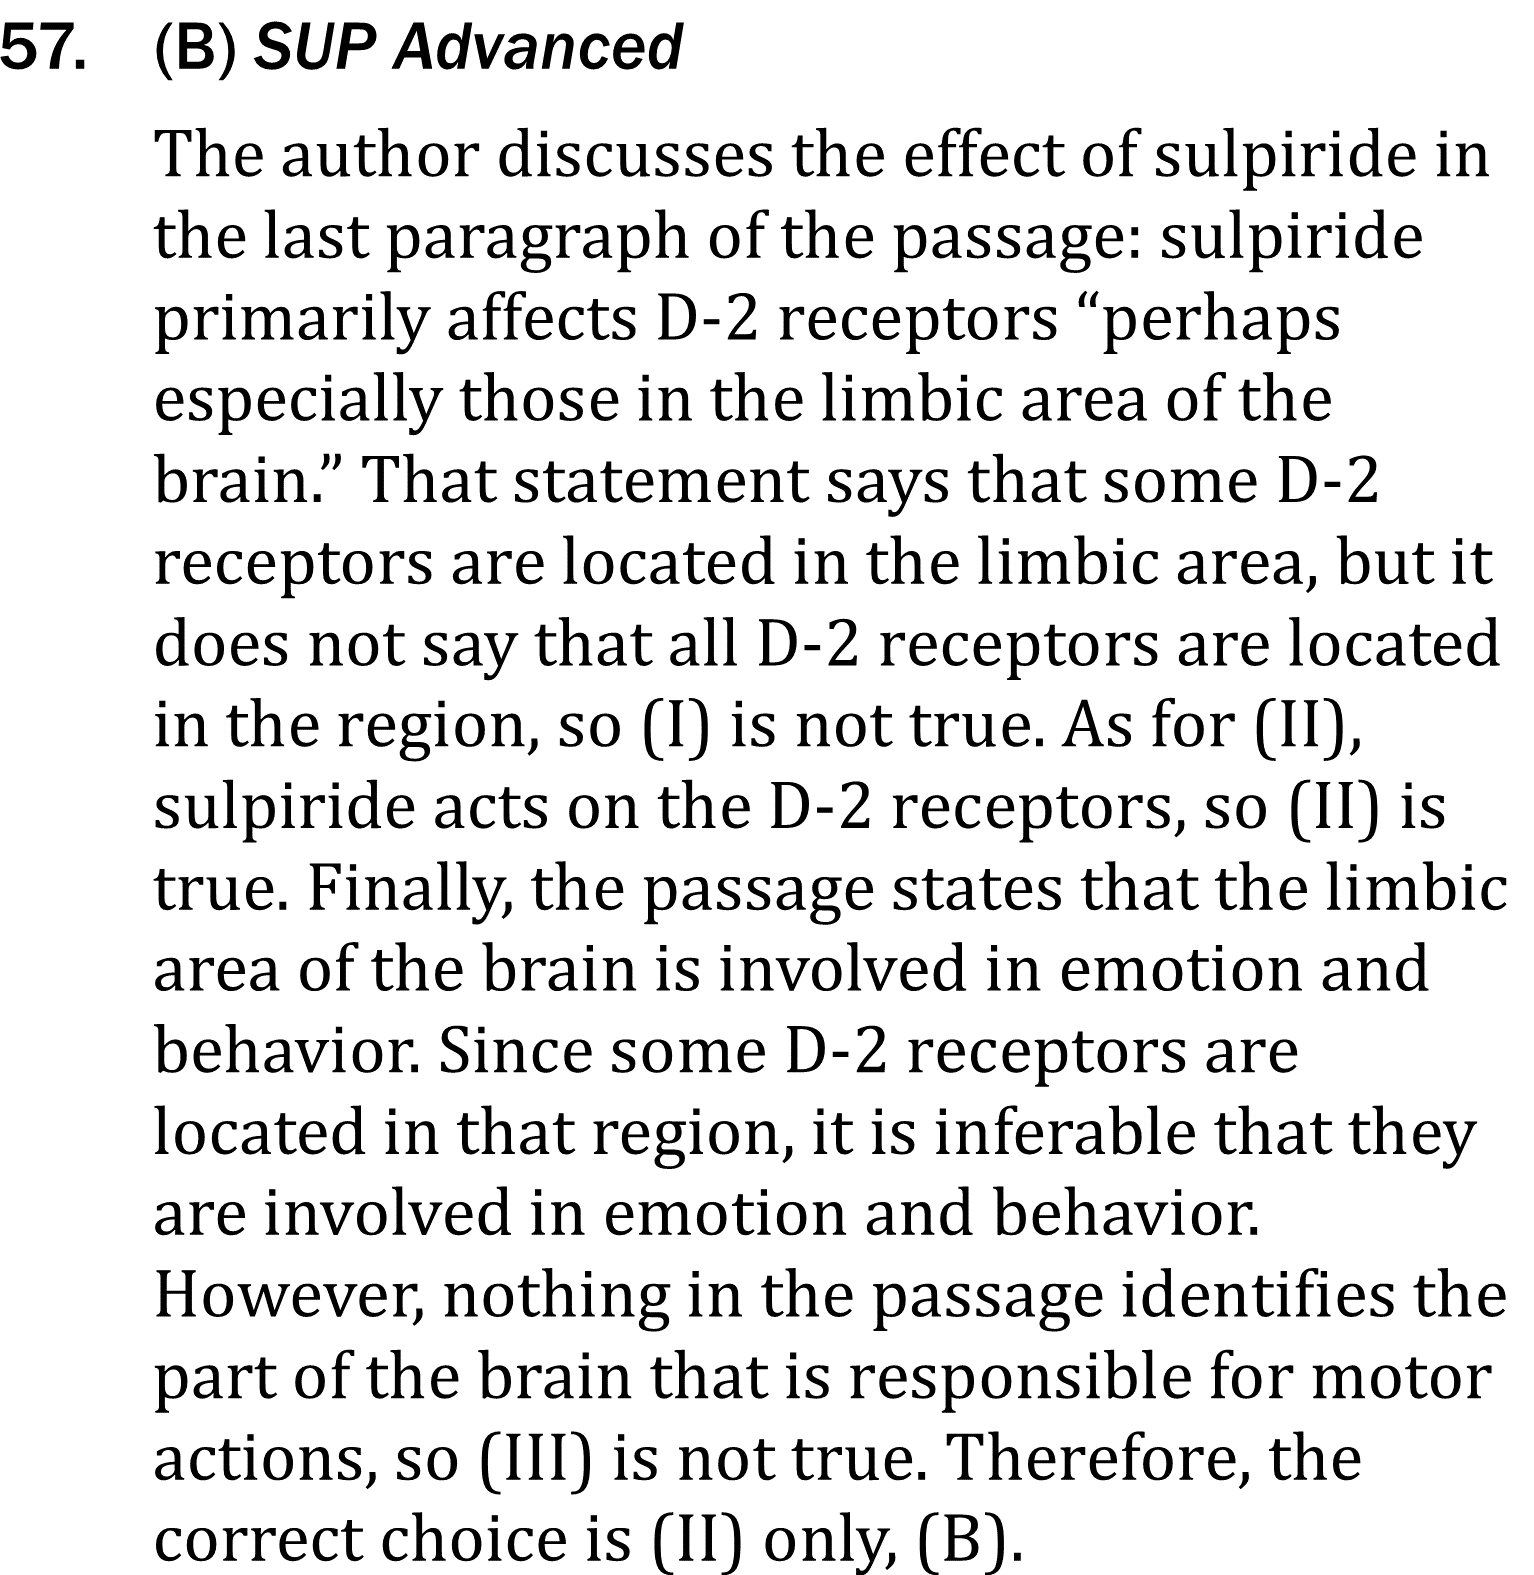 57. (B) SUP Advanced
The author discusses the effect of sulpiride in
the last paragraph of the passage: sulpiride
primarily affects D-2 receptors “perhaps
especially those in the limbic area of the
brain.” That statement says that some D-2
receptors are located in the limbic area, but it
does not say that all D-2 receptors are located
in the region, so (I) is not true. As for (II),
sulpiride acts on the D-2 receptors, so (II) is
true. Finally, the passage states that the limbic
area of the brain is involved in emotion and
behavior. Since some D-2 receptors are
located in that region, it is inferable that they
are involved in emotion and behavior.
However, nothing in the passage identifies the
part of the brain that is responsible for motor
actions, so (III) is not true. Therefore, the
correct choice is (II) only, (B).